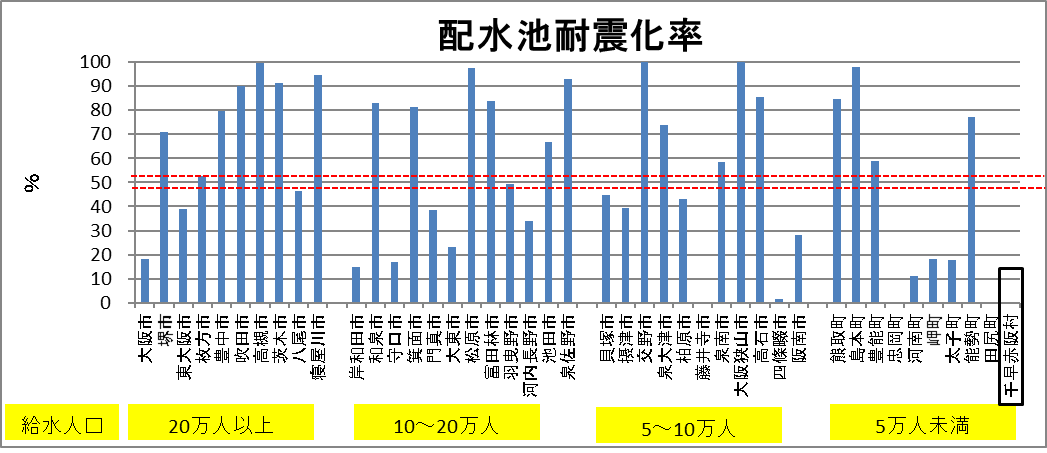 配水池耐震化率
%
100
90
80
70
60
50
40
30
20
10
0
大阪市
堺市
東大阪市
枚方市
豊中市
吹田市
高槻市
茨木市
八尾市
寝屋川市
岸和田市
和泉市
守口市
箕面市
門真市
大東市
松原市
富田林市
羽曳野市
河内長野市
池田市
泉佐野市
貝塚市
摂津市
交野市
泉大津市
柏原市
藤井寺市
泉南市
大阪狭山市
高石市
四條畷市
阪南市
熊取町
島本町
豊能町
忠岡町
河南町
岬町
太子町
能勢町
田尻町
千早赤阪村
給水人口
20万人以上
10～20万人
5～10万人
5万人未満